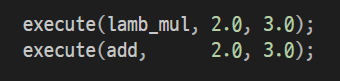 execute(lamb_mul, 2.0, 3.0);
execute(add,      2.0, 3.0);